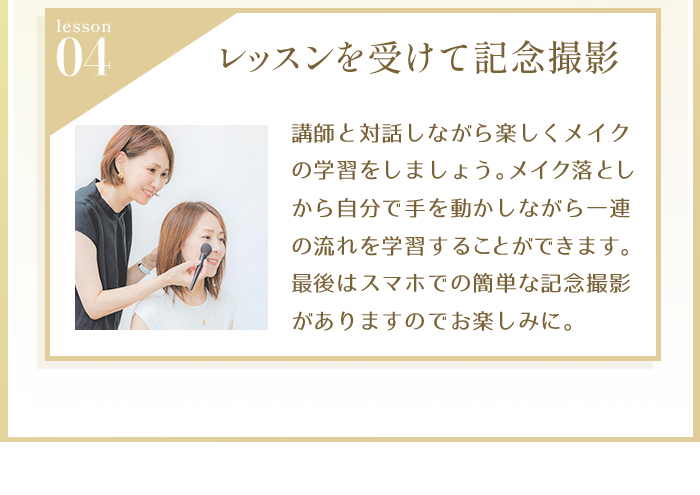 lesson
04
レッスンを受けて記念撮影
講師と対話しながら楽しくメイク
の学習をしましょう。メイク落とし
から自分で手を動かしながら一連
の流れを学習することができます。
最後はスマホでの簡単な記念撮影
がありますのでお楽しみに。